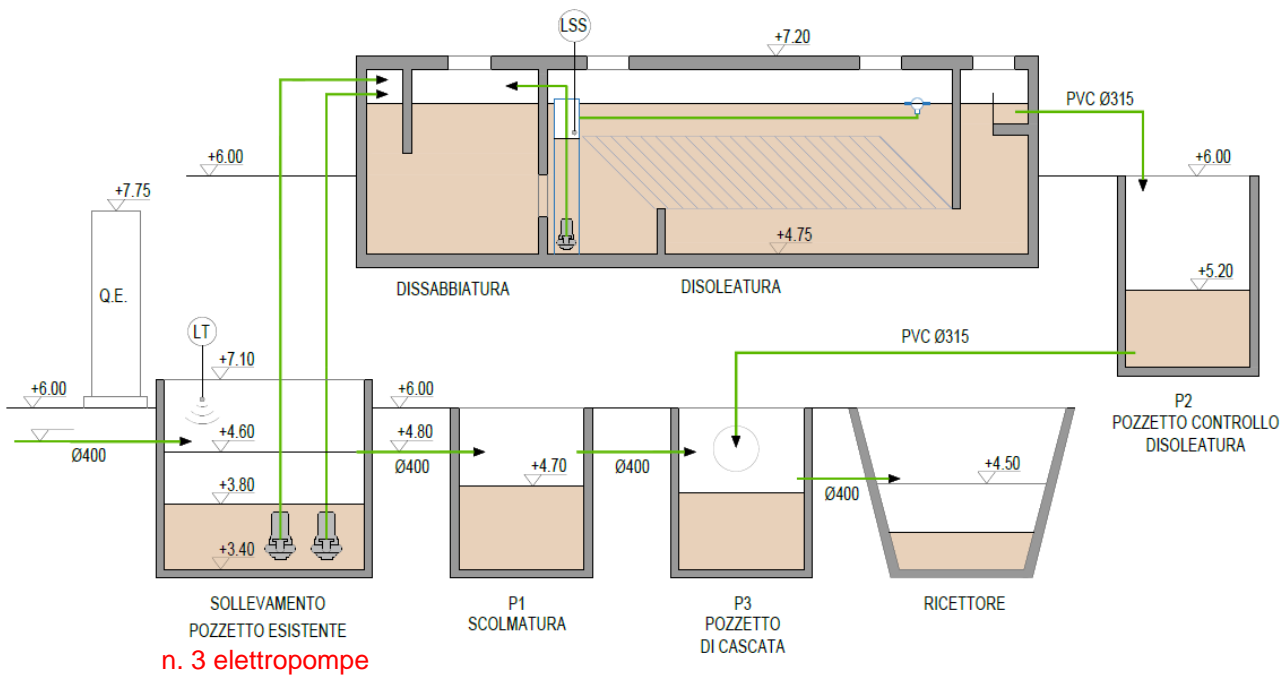 LSS
+7.20
PVC Ø315
+6.00
+6.00
+7.75
+4.75
+5.20
Q.E.
DISSABBIATURA
DISOLEATURA
LT
PVC Ø315
+7.10
+6.00
+6.00
P2
POZZETTO CONTROLLO
DISOLEATURA
+4.60
+4.80
Ø400
Ø400
+4.70
Ø400
+4.50
+3.80
Ø400
+3.40
SOLLEVAMENTO
POZZETTO ESISTENTE
n. 3 elettropompe
P1
SCOLMATURA
P3
POZZETTO
DI CASCATA
RICETTORE